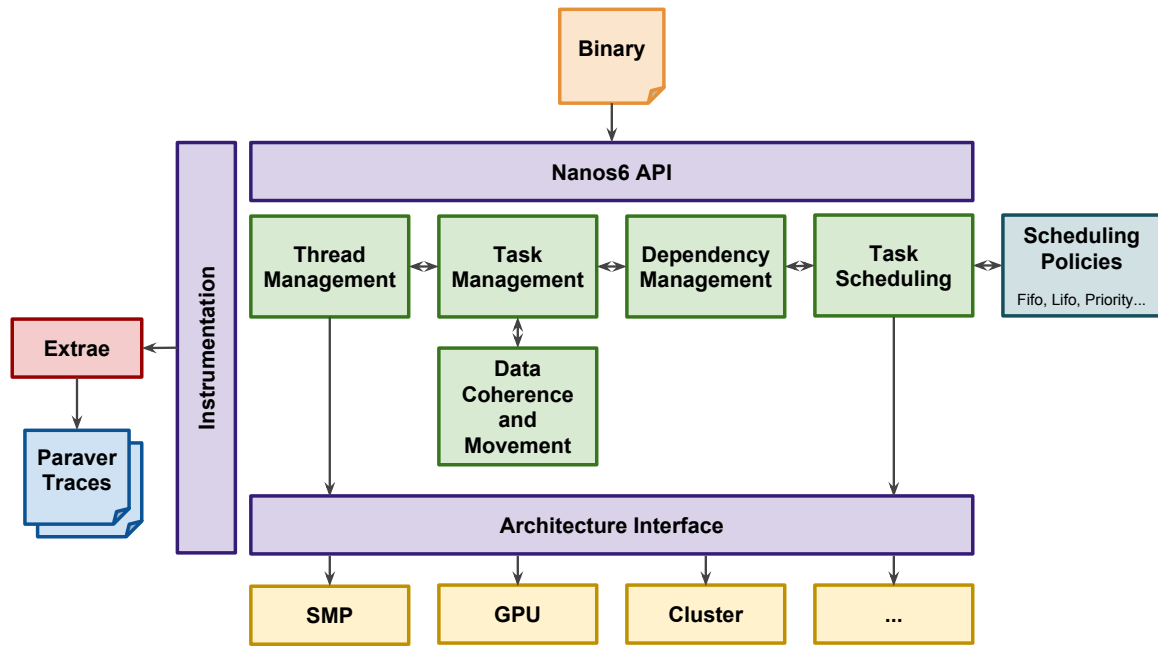 Binary
Nanos6 API
Instrumentation
Thread
Management
Task
Management
Dependency
Management
Task
Scheduling
Scheduling
Policies
Fifo, Lifo, Priority...
Extrae
Data
Coherence
and
Movement
Paraver
Traces
Architecture Interface
SMP
GPU
Cluster
...